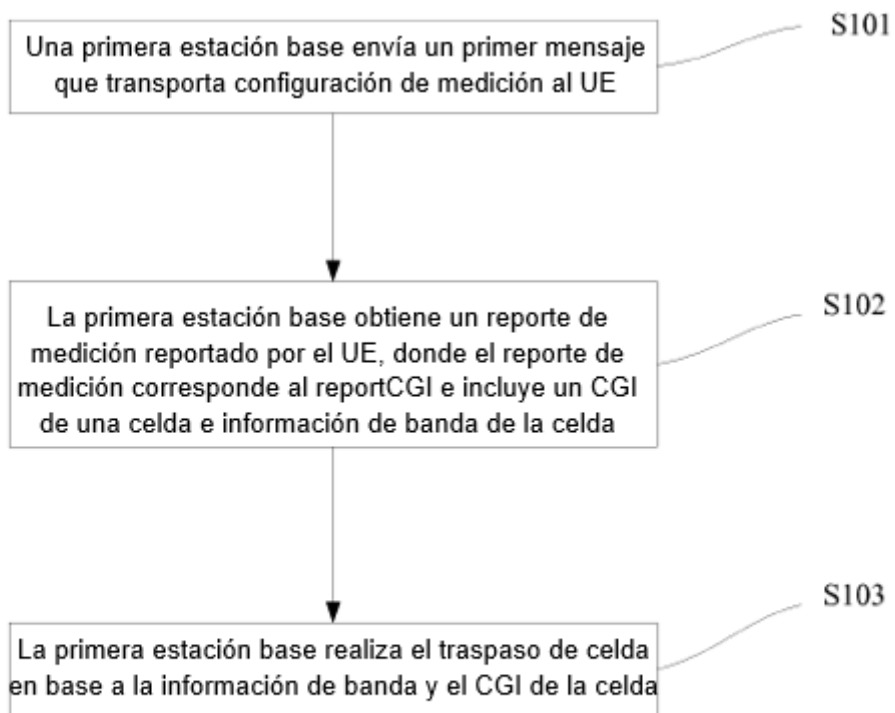 S101
Una primera estación base envía un primer mensaje
que transporta configuración de medición al UE
S102
La primera estación base obtiene un reporte de
medición reportado por el UE, donde el reporte de
medición corresponde al reportCGI e incluye un CGI
de una celda e información de banda de la celda
S103
La primera estación base realiza el traspaso de celda
en base a la información de banda y el CGI de la celda